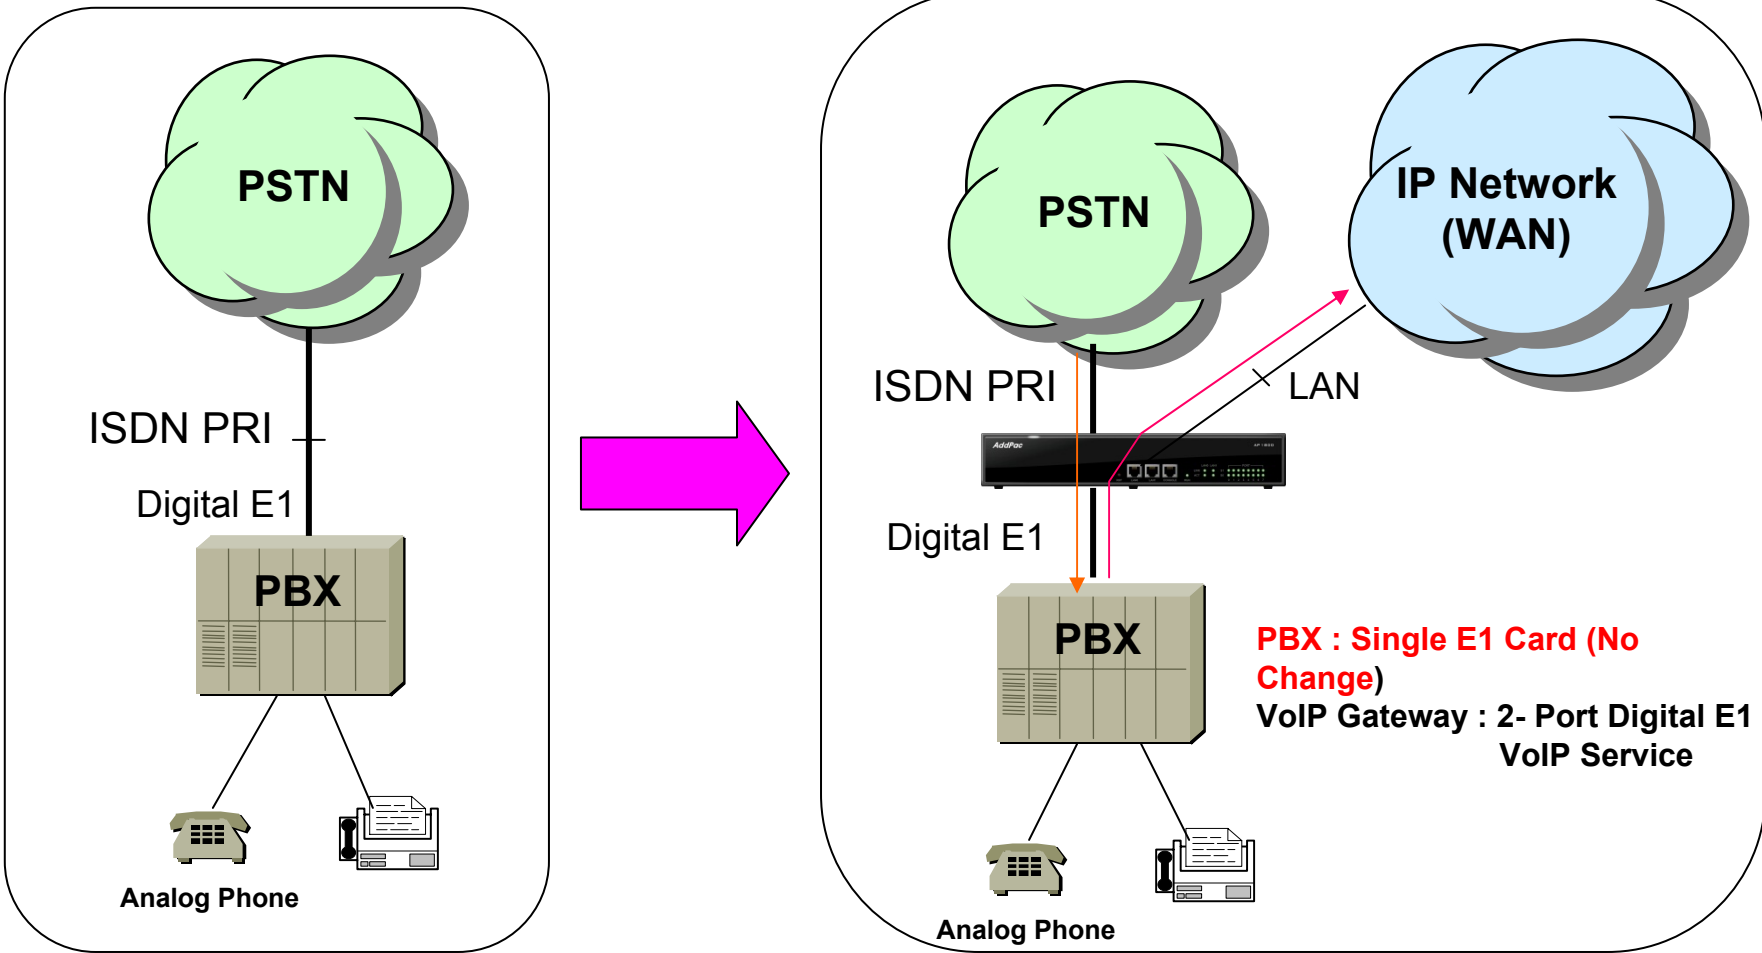 PSTN
ISDN PRI
Digital E1
PBX
Analog Phone
PSTN
IP Network
(WAN)
ISDN PRI
LAN
AddPac
Digital E1
PBX
PBX : Single E1 Card (No
Change)
VoIP Gateway : 2- Port Digital E1
VoIP Service
Analog Phone